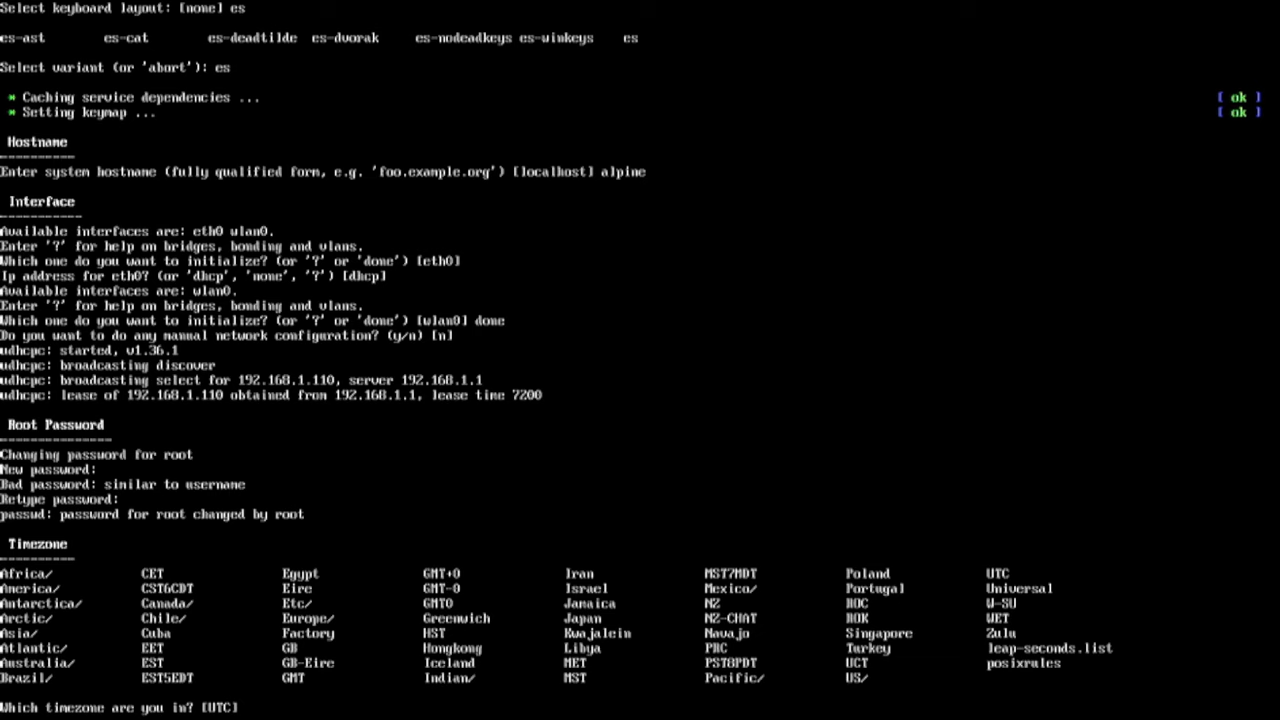 Select keyboard layout: [none] es
es-ast es-cat es-deadtilde es-dvorak es-nodeadkeys es-winkeys es
Select variant (or 'abort'): es
* Caching service dependencies ... [ ok ]
* Setting keymap ... [ ok ]
Hostname
----------
Enter system hostname (fully qualified form, e.g. 'foo.example.org') [localhost] alpine
Interface
-----------
Available interfaces are: eth0 wlan0.
Enter '?' for help on bridges, bonding and vlans.
Which one do you want to initialize? (or '?' or 'done') [eth0]
Ip address for eth0? (or 'dhcp', 'none', '?') [dhcp]
Available interfaces are: wlan0.
Enter '?' for help on bridges, bonding and vlans.
Which one do you want to initialize? (or '?' or 'done') [wlan0] done
Do you want to do any manual network configuration? (y/n) [n]
udhcpc: started, v1.36.1
udhcpc: broadcasting discover
udhcpc: broadcasting select for 192.168.1.110, server 192.168.1.1
udhcpc: lease of 192.168.1.110 obtained from 192.168.1.1, lease time 7200
Root Password
---------------
Changing password for root
New password:
Bad password: similar to username
Retype password:
passwd: password for root changed by root
Timezone
----------
Africa/ CET Egypt GMT+0 Iran MST7MDT Poland UTC
America/ CST6CDT Eire GMT-0 Israel Mexico/ Portugal Universal
Antarctica/ Canada/ Etc/ GMT0 Jamaica NZ ROC W-SU
Arctic/ Chile/ Europe/ Greenwich Japan NZ-CHAT ROK WET
Asia/ Cuba Factory HST Kwajalein Navajo Singapore Zulu
Atlantic/ EET GB Hongkong Libya PRC Turkey leap-seconds.list
Australia/ EST GB-Eire Iceland MET PST8PDT UCT posixrules
Brazil/ EST5EDT GMT Indian/ MST Pacific/ US/
Which timezone are you in? [UTC]